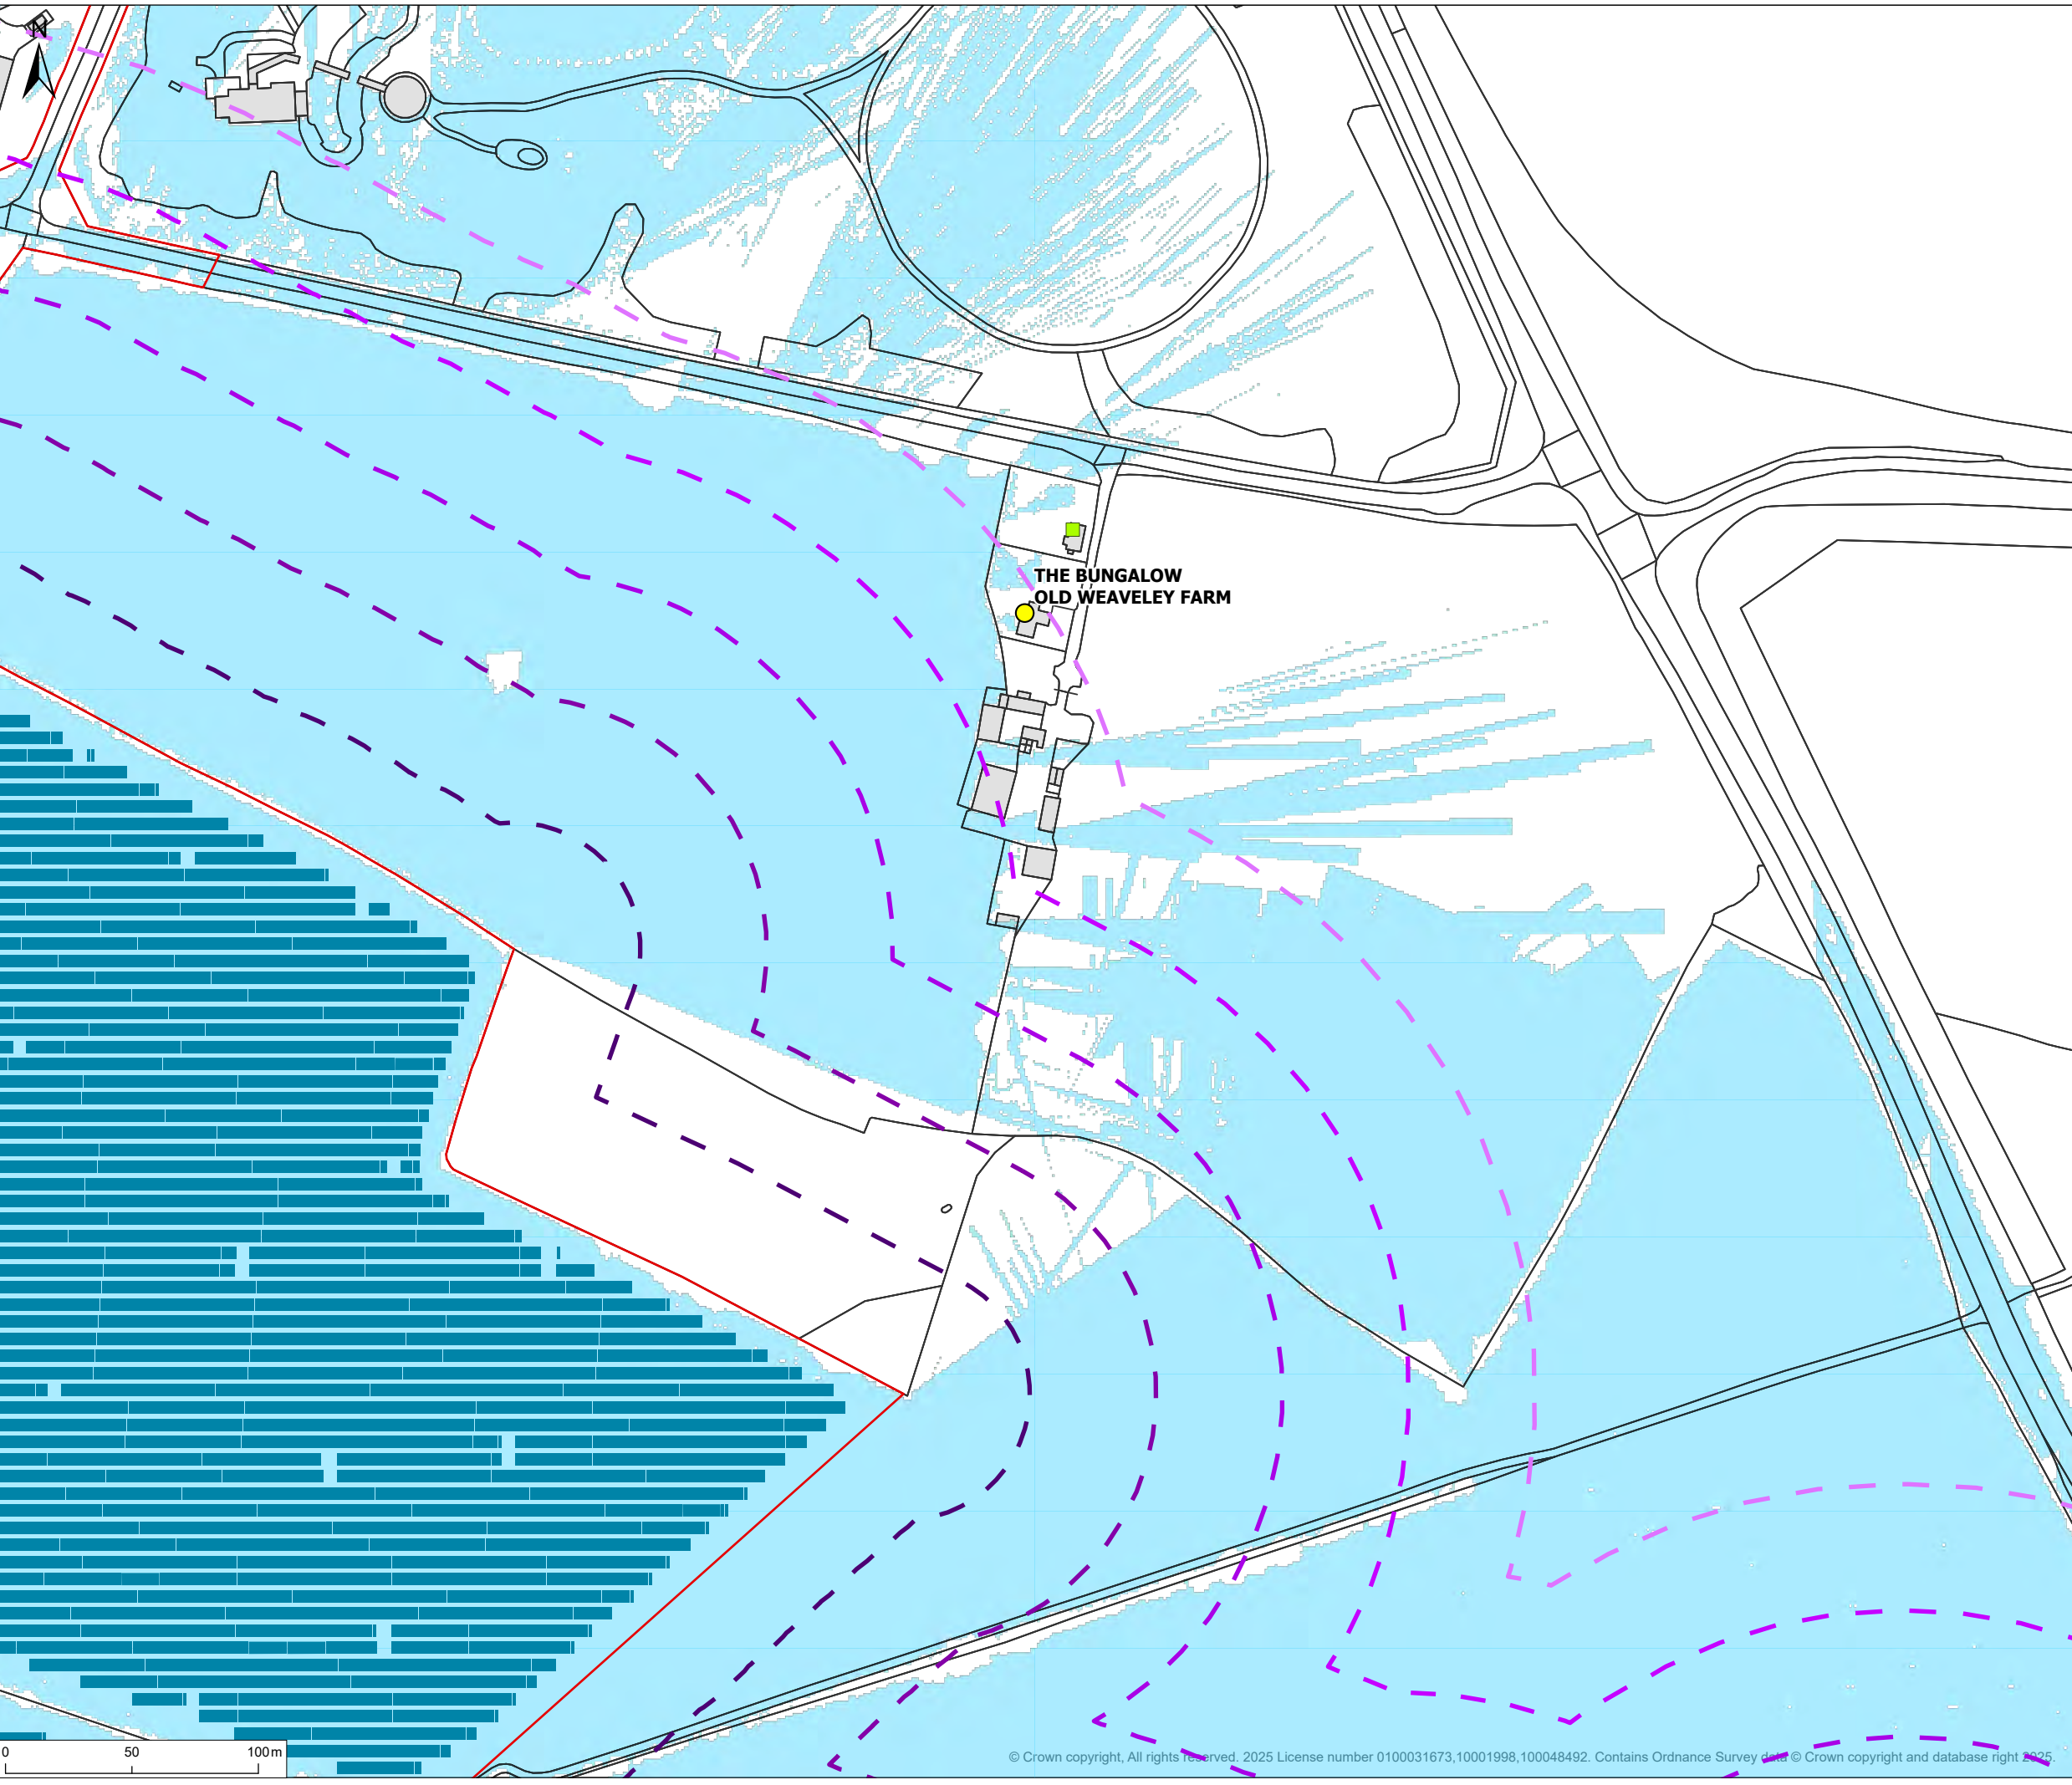 N
THE BUNGALOW
OLD WEAVELEY FARM
0 50 100m
© Crown copyright, All rights reserved. 2025 License number 0100031673,10001998,100048492. Contains Ordnance Survey data © Crown copyright and database right 2025.